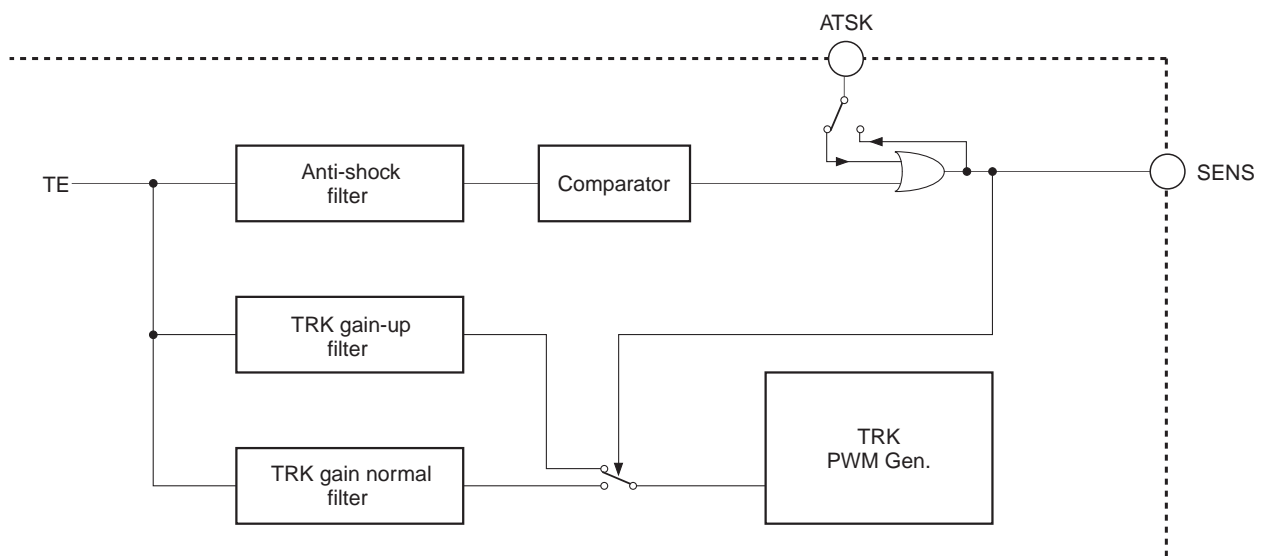 ATSK
TE
Anti-shock
filter
Comparator
SENS
TRK gain-up
filter
TRK gain normal
filter
TRK
PWM Gen.